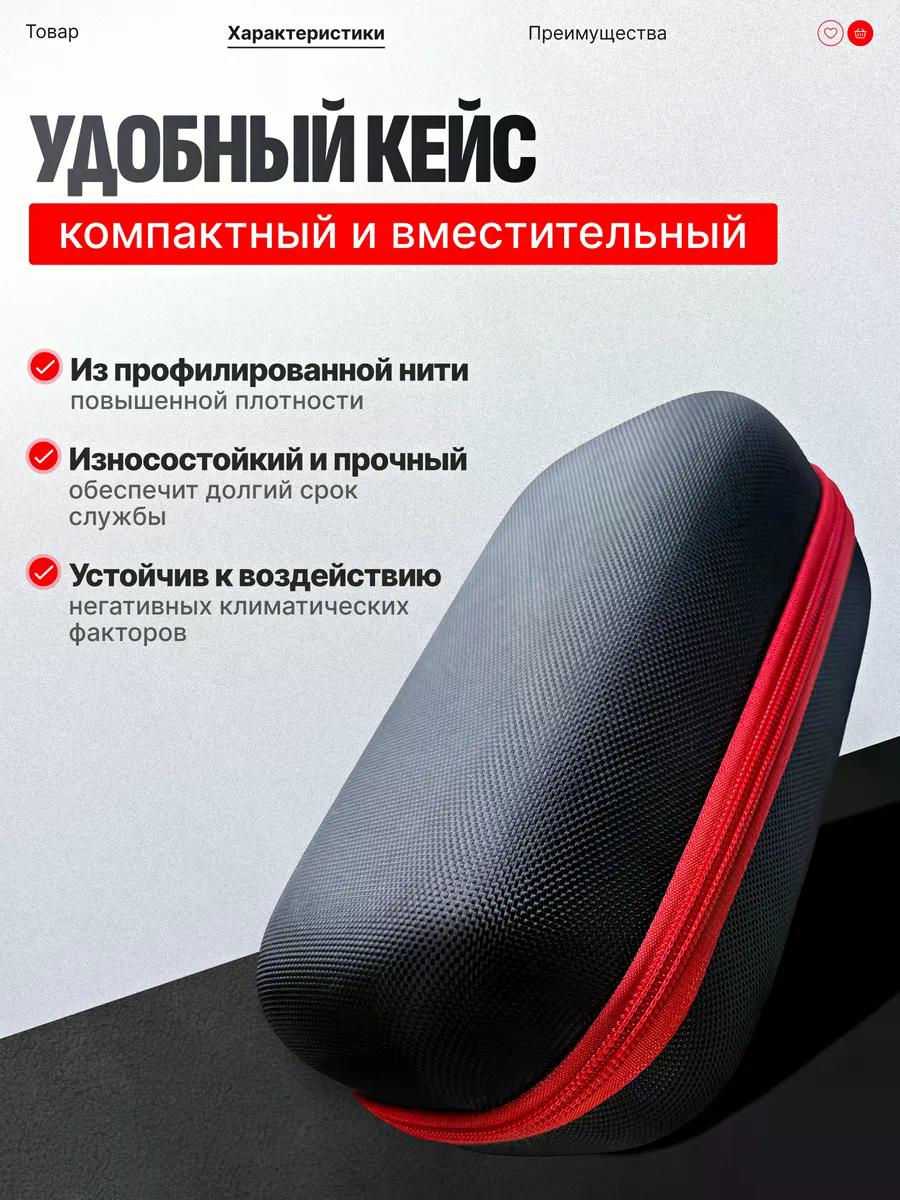 Товар
Характеристики
Преимущества
УДОБНЫЙ КЕЙС
компактный и вместительный
Из профилированной нити
повышенной плотности
Износостойкий и прочный
обеспечит долгий срок
службы
Устойчив к воздействию
негативных климатических
факторов